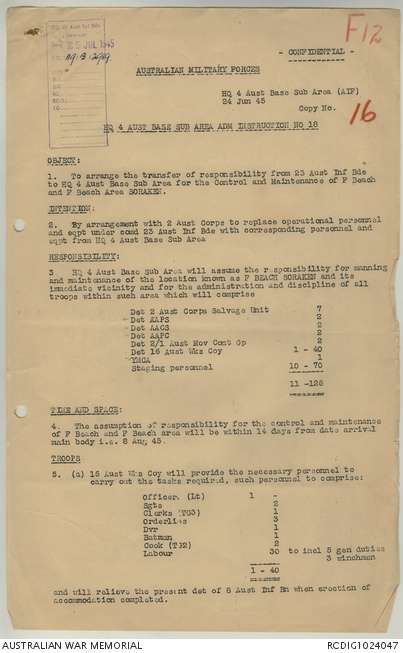 25 JUL 1945
F12
- CONFIDENTIAL -
AUSTRALIAN MILITARY FORCES
HQ 4 Aust Base Sub Area (AIF)
24 Jun 45
Copy No. 16
HQ 4 AUST BASE SUB AREA ADM INSTRUCTION NO 18
OBJECT:
1. To arrange the transfer of responsibility from 23 Aust Inf Bde
to HQ 4 Aust Base Sub Area for the Control and Maintenance of F Beach
and F Beach Area SORAKEN.
INTENTION:
2. By arrangement with 2 Aust Corps to replace operational personnel
and eqpt under comd 23 Aust Inf Bde with corresponding personnel and
eqpt from HQ 4 Aust Base Sub Area
RESPONSIBILITY:
3 HQ 4 Aust Base Sub Area will assume the responsibility for manning
and maintenance of the location known as F BEACH SORAKEN and its
immediate vicinity and for the administration and discipline of all
troops within such area which will comprise
Det 2 Aust Corps Salvage Unit 7
Det AAPS 2
Det AACS 2
Det AAPC 2
Det 2/1 Aust Mov Cont Gp 2
Det 16 Aust Wks Coy 1 - 40
YMCA 1
Staging personnel 10 - 70
11 -126
TIME AND SPACE:
4. The assumption of responsibility for the control and maintenance
of F Beach and F Beach area will be within 14 days from date arrival
main body i.e. 8 Aug 45.
TROOPS
5. (a) 16 Aust Wks Coy will provide the necessary personnel to
carry out the tasks required, such personnel to comprise:
Officer (Lt) 1 -
Sgts 2
Clerks (TG3) 1
Orderlies 3
Dvr 1
Batman 1
Cook (TG2) 2
Labour 30 to incl 5 gen duties
3 winchmen
1 - 40
and will relieve the present det of 8 Aust Inf Bn when erection of
accommodation completed.
AUSTRALIAN WAR MEMORIAL
RCDIG1024047